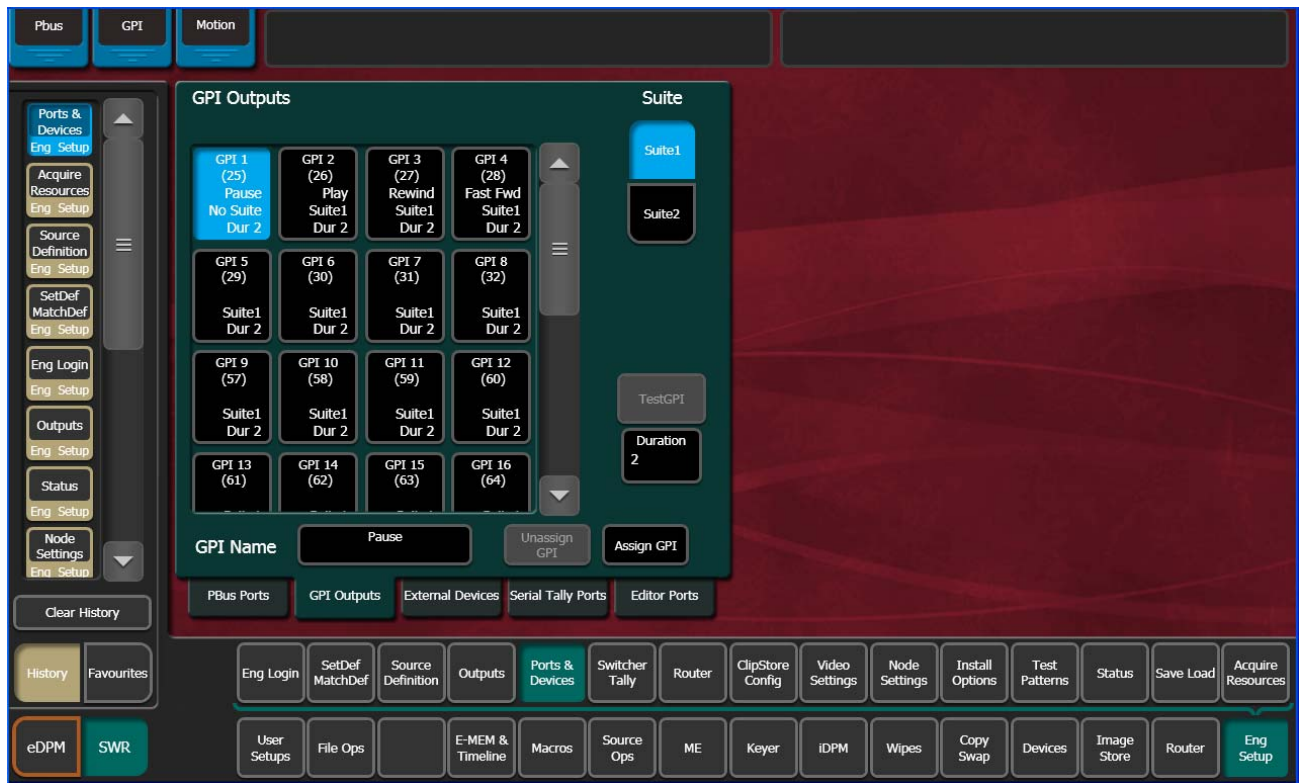 Pbus
GPI
Motion
Ports &
Devices
Eng Setup
Acquire
Resources
Eng Setup
Source
Definition
Eng Setup
SetDef
MatchDef
Eng Setup
Eng Login
Eng Setup
Outputs
Eng Setup
Status
Eng Setup
Node
Settings
Eng Setup
Clear History
History
Favourites
eDPM
SWR
GPI Outputs
Suite
GPI 1
(25)
Pause
No Suite
Dur 2
GPI 2
(26)
Play
Suite1
Dur 2
GPI 3
(27)
Rewind
Suite1
Dur 2
GPI 4
(28)
Fast Fwd
Suite1
Dur 2
GPI 5
(29)
Suite1
Dur 2
GPI 6
(30)
Suite1
Dur 2
GPI 7
(31)
Suite1
Dur 2
GPI 8
(32)
Suite1
Dur 2
GPI 9
(57)
Suite1
Dur 2
GPI 10
(58)
Suite1
Dur 2
GPI 11
(59)
Suite1
Dur 2
GPI 12
(60)
Suite1
Dur 2
GPI 13
(61)
GPI 14
(62)
GPI 15
(63)
GPI 16
(64)
Suite1
Suite2
TestGPI
Duration
2
GPI Name
Pause
Unassign
GPI
Assign GPI
PBus Ports
GPI Outputs
External Devices
Serial Tally Ports
Editor Ports
Eng Login
SetDef
MatchDef
Source
Definition
Outputs
Ports &
Devices
Switcher
Tally
Router
ClipStore
Config
Video
Settings
Node
Settings
Install
Options
Test
Patterns
Status
Save Load
Acquire
Resources
User
Setups
File Ops
E-MEM &
Timeline
Macros
Source
Ops
ME
Keyer
iDPM
Wipes
Copy
Swap
Devices
Image
Store
Router
Eng
Setup